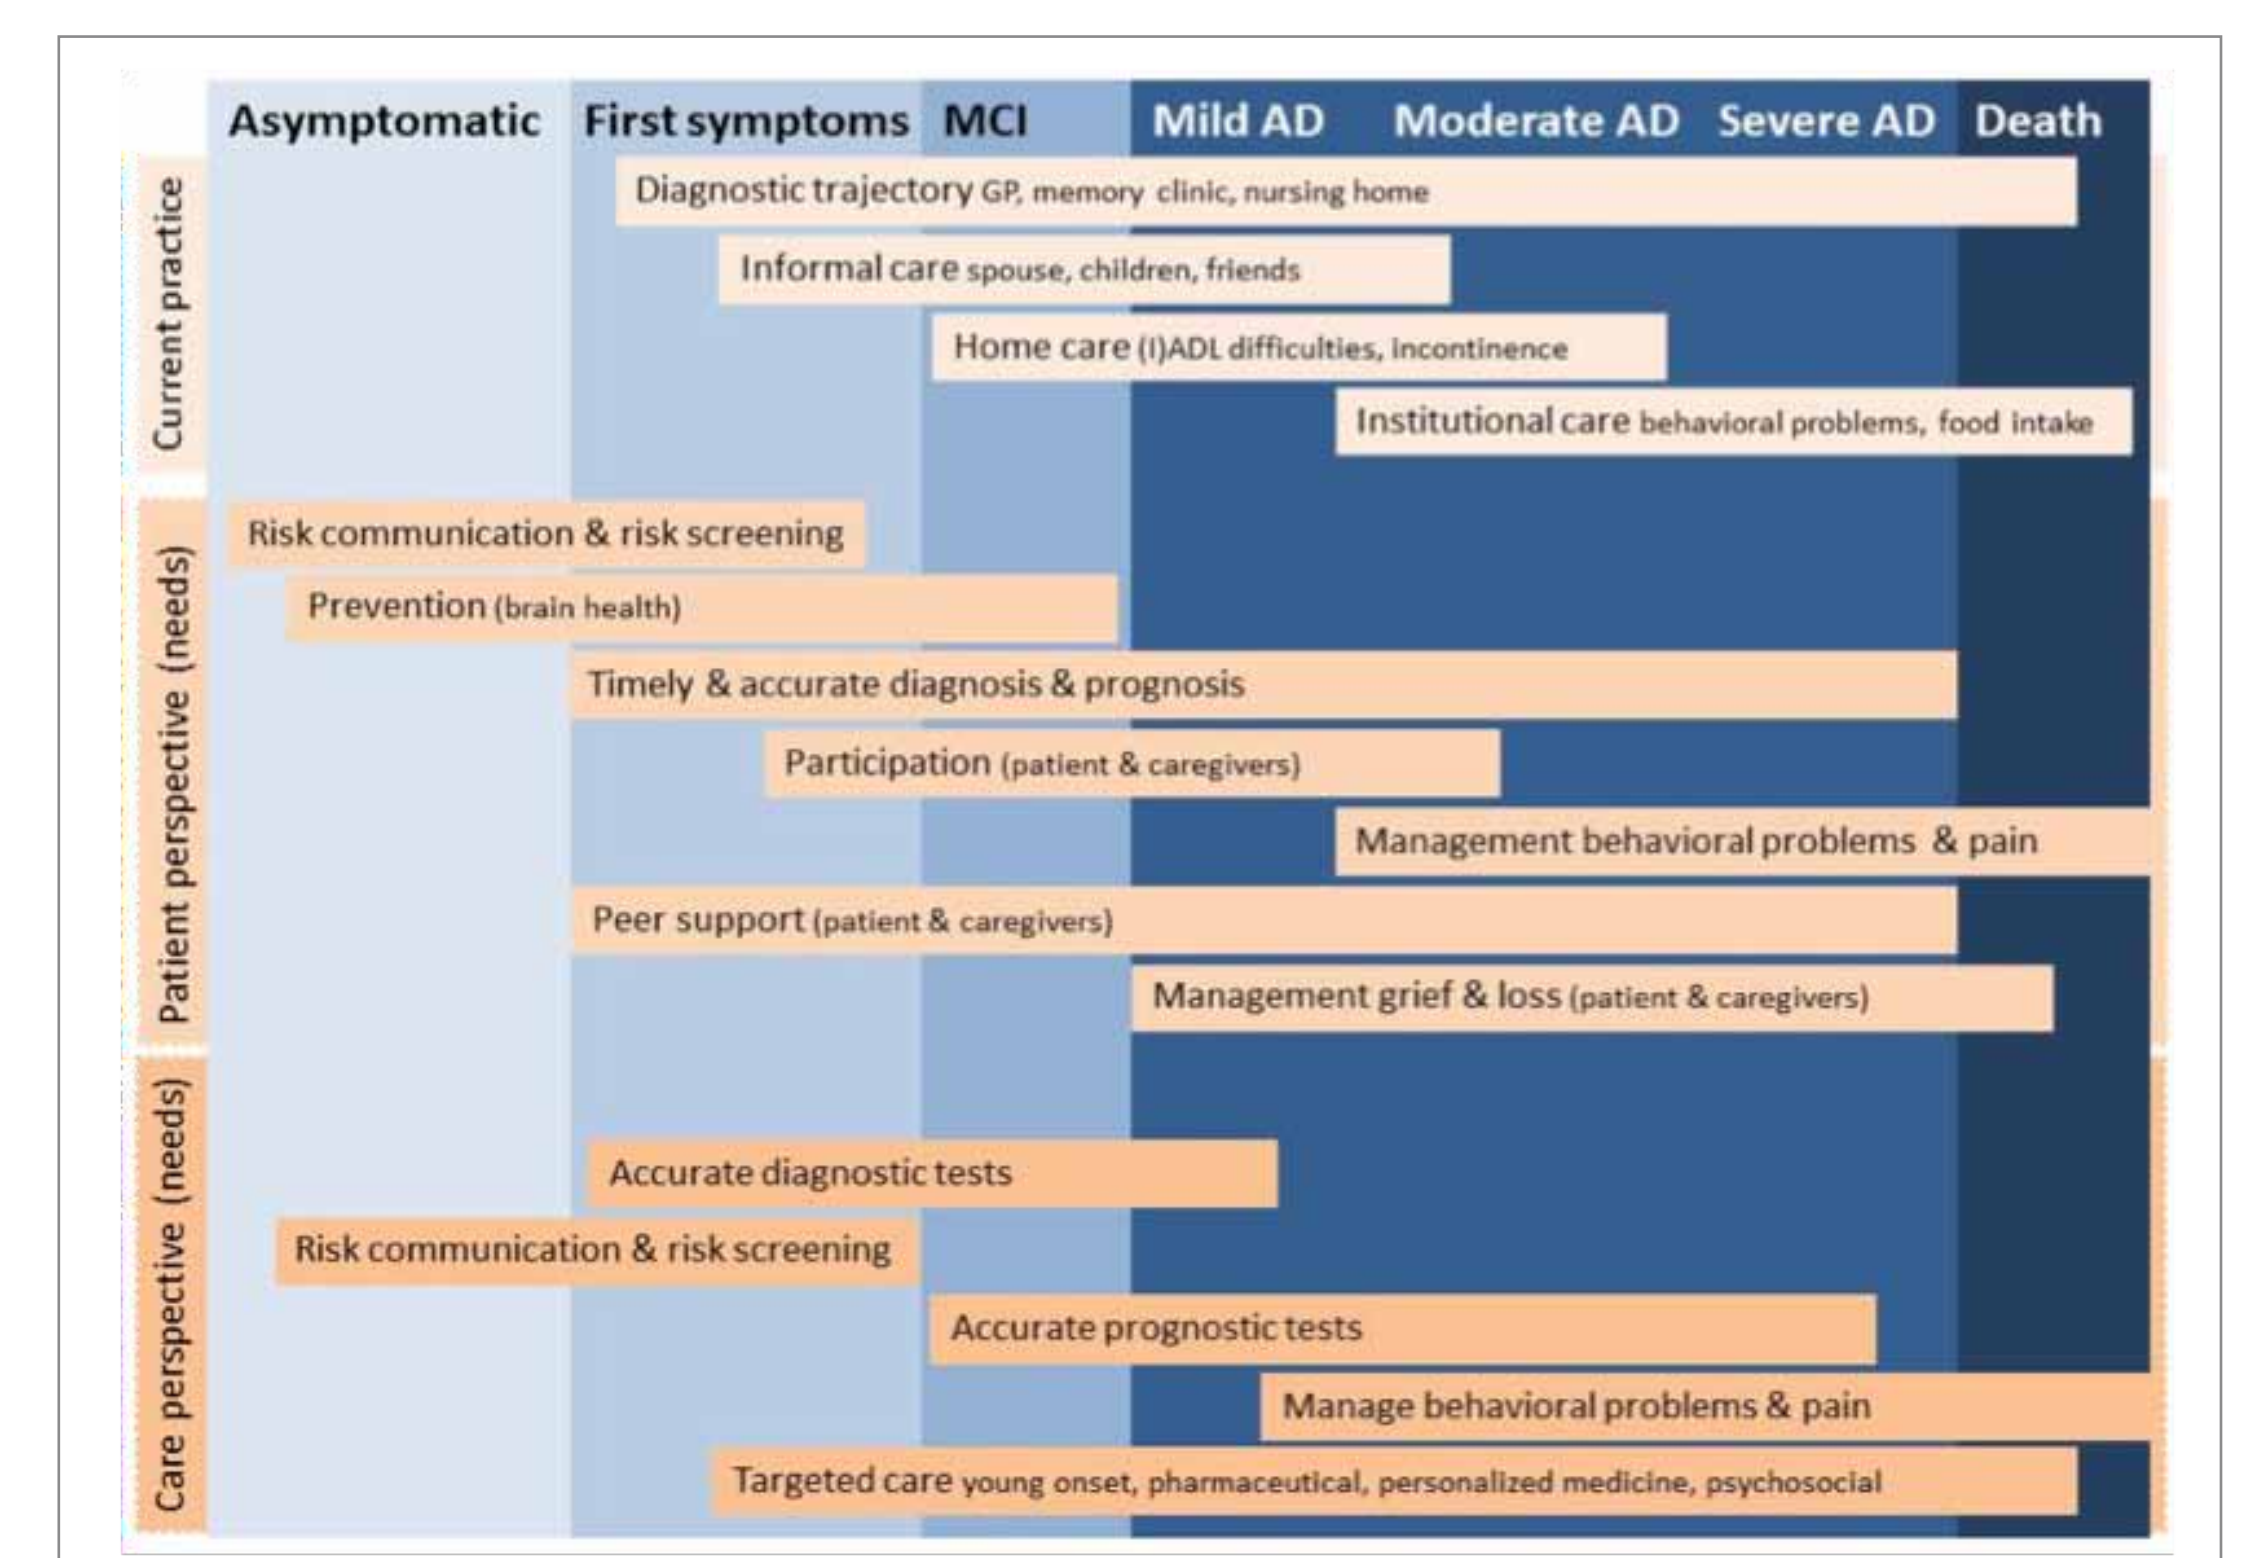 Asymptomatic First symptoms MCI Mild AD Moderate AD Severe AD Death
Current practice
Diagnostic trajectory GP, memory clinic, nursing home
Informal care spouse, children, friends
Home care (I)ADL difficulties, incontinence
Institutional care behavioral problems, food intake
Patient perspective (needs)
Risk communication & risk screening
Prevention (brain health)
Timely & accurate diagnosis & prognosis
Participation (patient & caregivers)
Management behavioral problems & pain
Peer support (patient & caregivers)
Management grief & loss (patient & caregivers)
Care perspective (needs)
Accurate diagnostic tests
Risk communication & risk screening
Accurate prognostic tests
Manage behavioral problems & pain
Targeted care young onset, pharmaceutical, personalized medicine, psychosocial